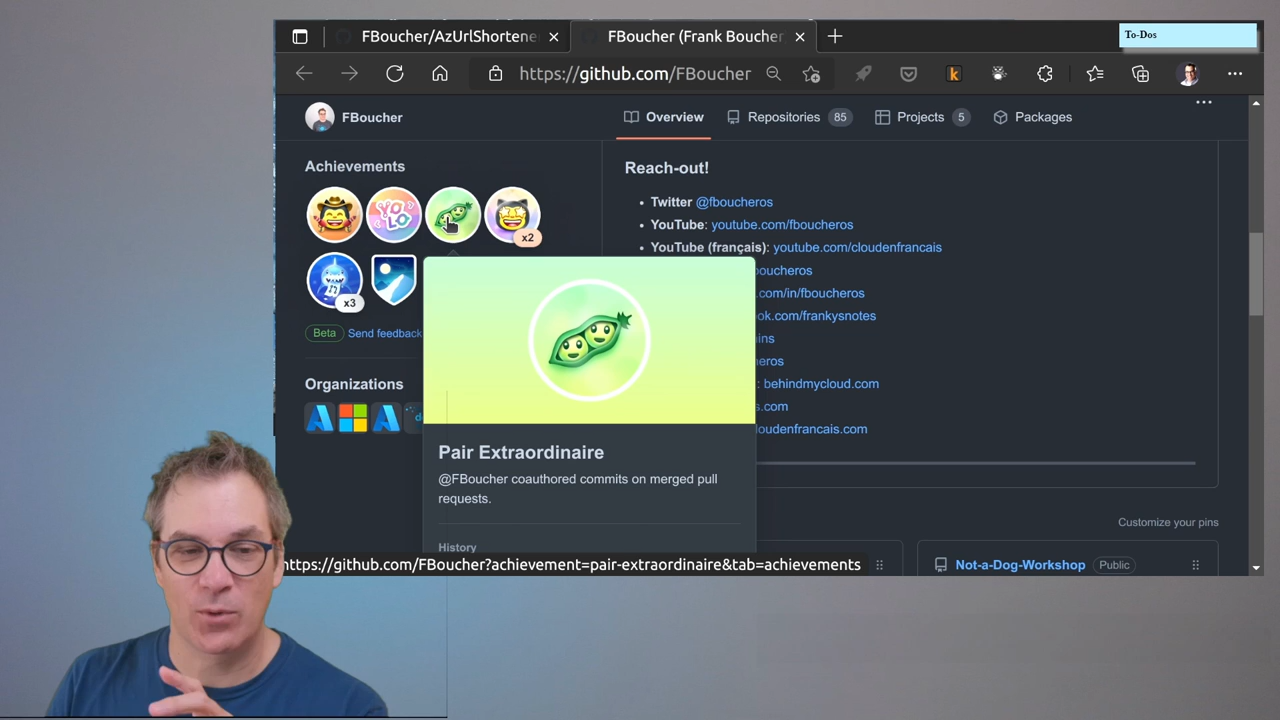 FBoucher/AzUrlShortene
FBoucher (Frank Boucher
To-Dos
https://github.com/FBoucher
k
FBoucher
Overview
Repositories 85
Projects 5
Packages
Achievements
YOLO
x2
x3
Beta Send feedback
Organizations
Reach-out!
Twitter @fboucheros
YouTube: youtube.com/fboucheros
YouTube (français): youtube.com/cloudenfrancais
oucheros
.com/in/fboucheros
ook.com/frankysnotes
ins
eros
: behindmycloud.com
s.com
loudenfrancais.com
Pair Extraordinaire
@FBoucher coauthored commits on merged pull
requests.
History
Customize your pins
https://github.com/FBoucher?achievement=pair-extraordinaire&tab=achievements
Not-a-Dog-Workshop Public